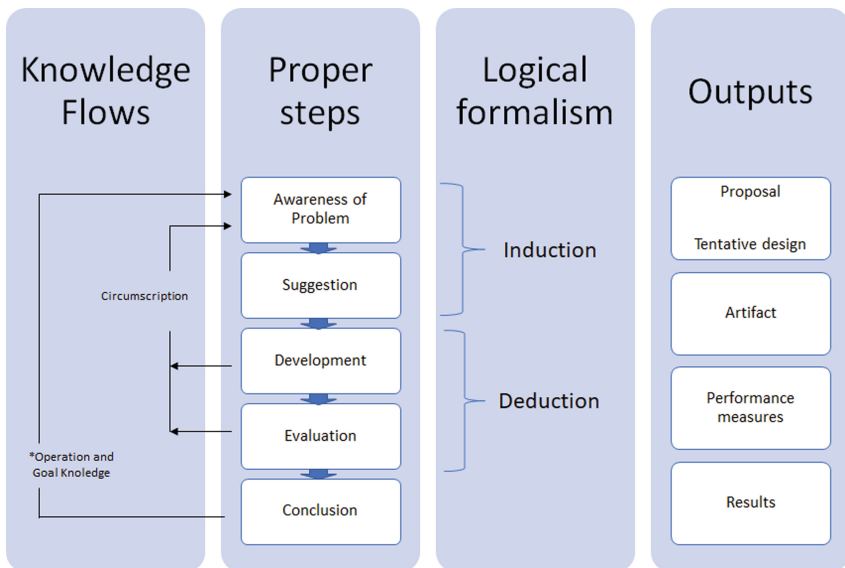 Knowledge
Flows
Proper
steps
Logical
formalism
Outputs
Circumscription
*Operation and
Goal Knoledge
Awareness of
Problem
Suggestion
Development
Evaluation
Conclusion
Induction
Deduction
Proposal
Tentative design
Artifact
Performance
measures
Results